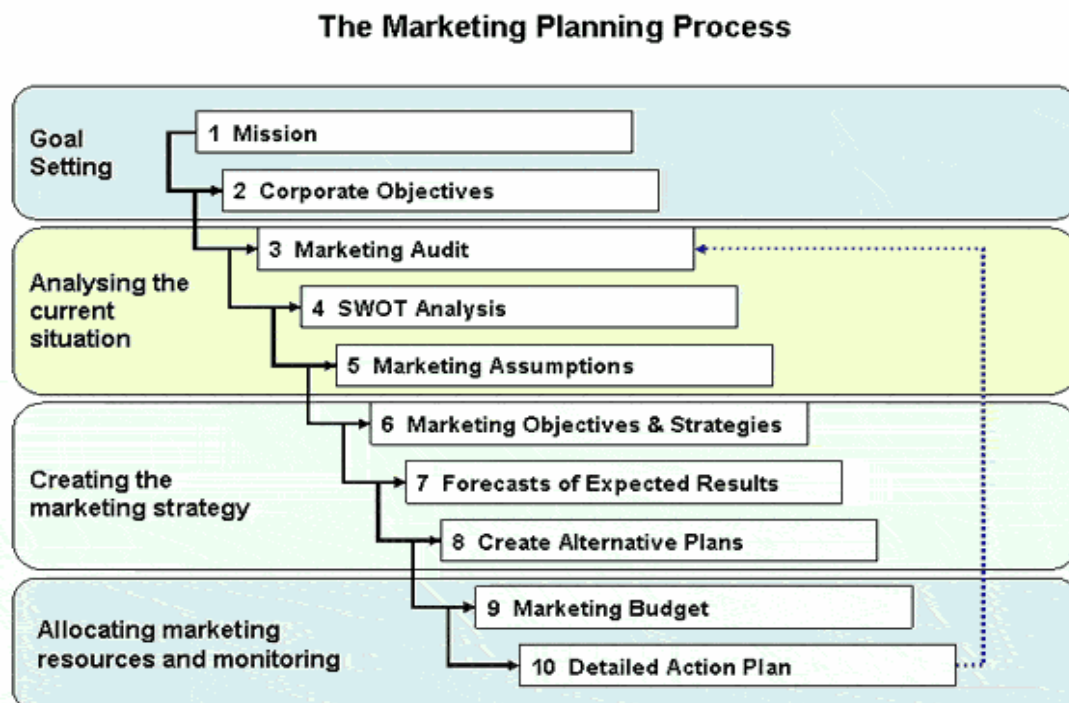 The Marketing Planning Process
Goal
Setting
1 Mission
2 Corporate Objectives
Analysing the
current
situation
3 Marketing Audit
4 SWOT Analysis
5 Marketing Assumptions
Creating the
marketing strategy
6 Marketing Objectives & Strategies
7 Forecasts of Expected Results
8 Create Alternative Plans
Allocating marketing
resources and monitoring
9 Marketing Budget
10 Detailed Action Plan